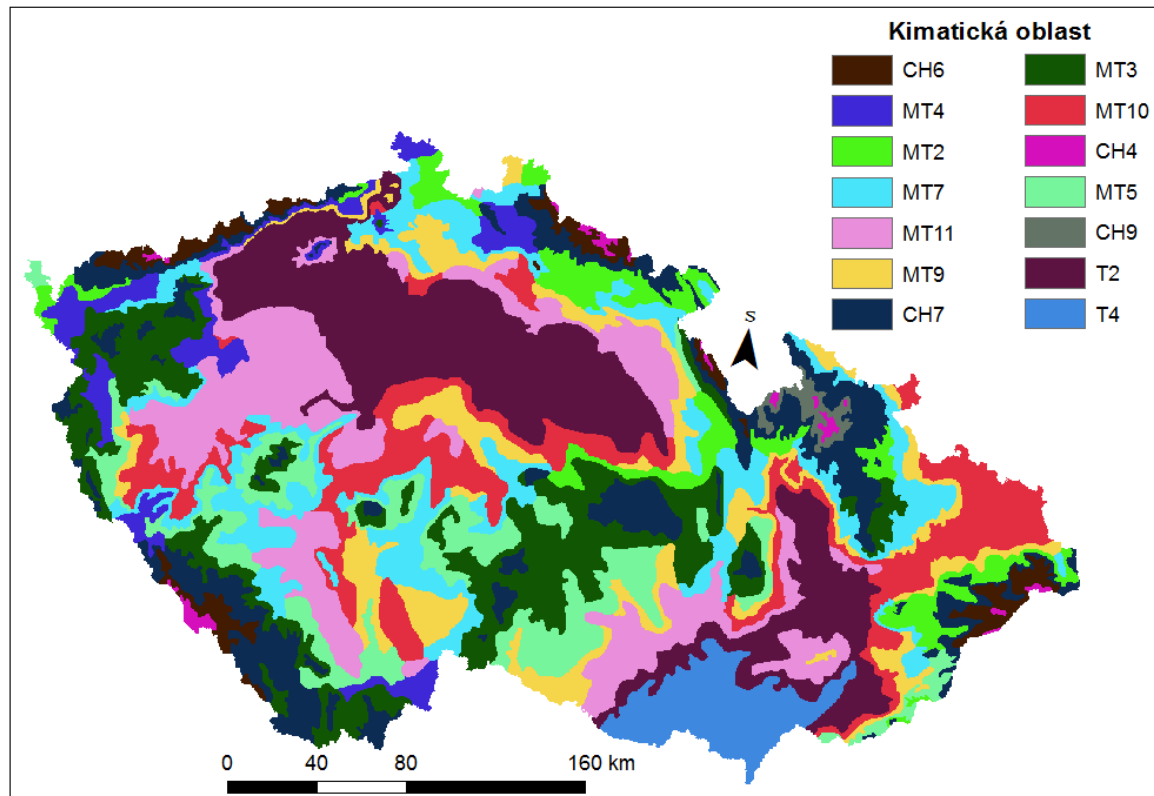 Kimatická oblast
CH6
MT4
MT2
MT7
MT11
MT9
CH7
MT3
MT10
CH4
MT5
CH9
T2
T4
S
0 40 80 160 km